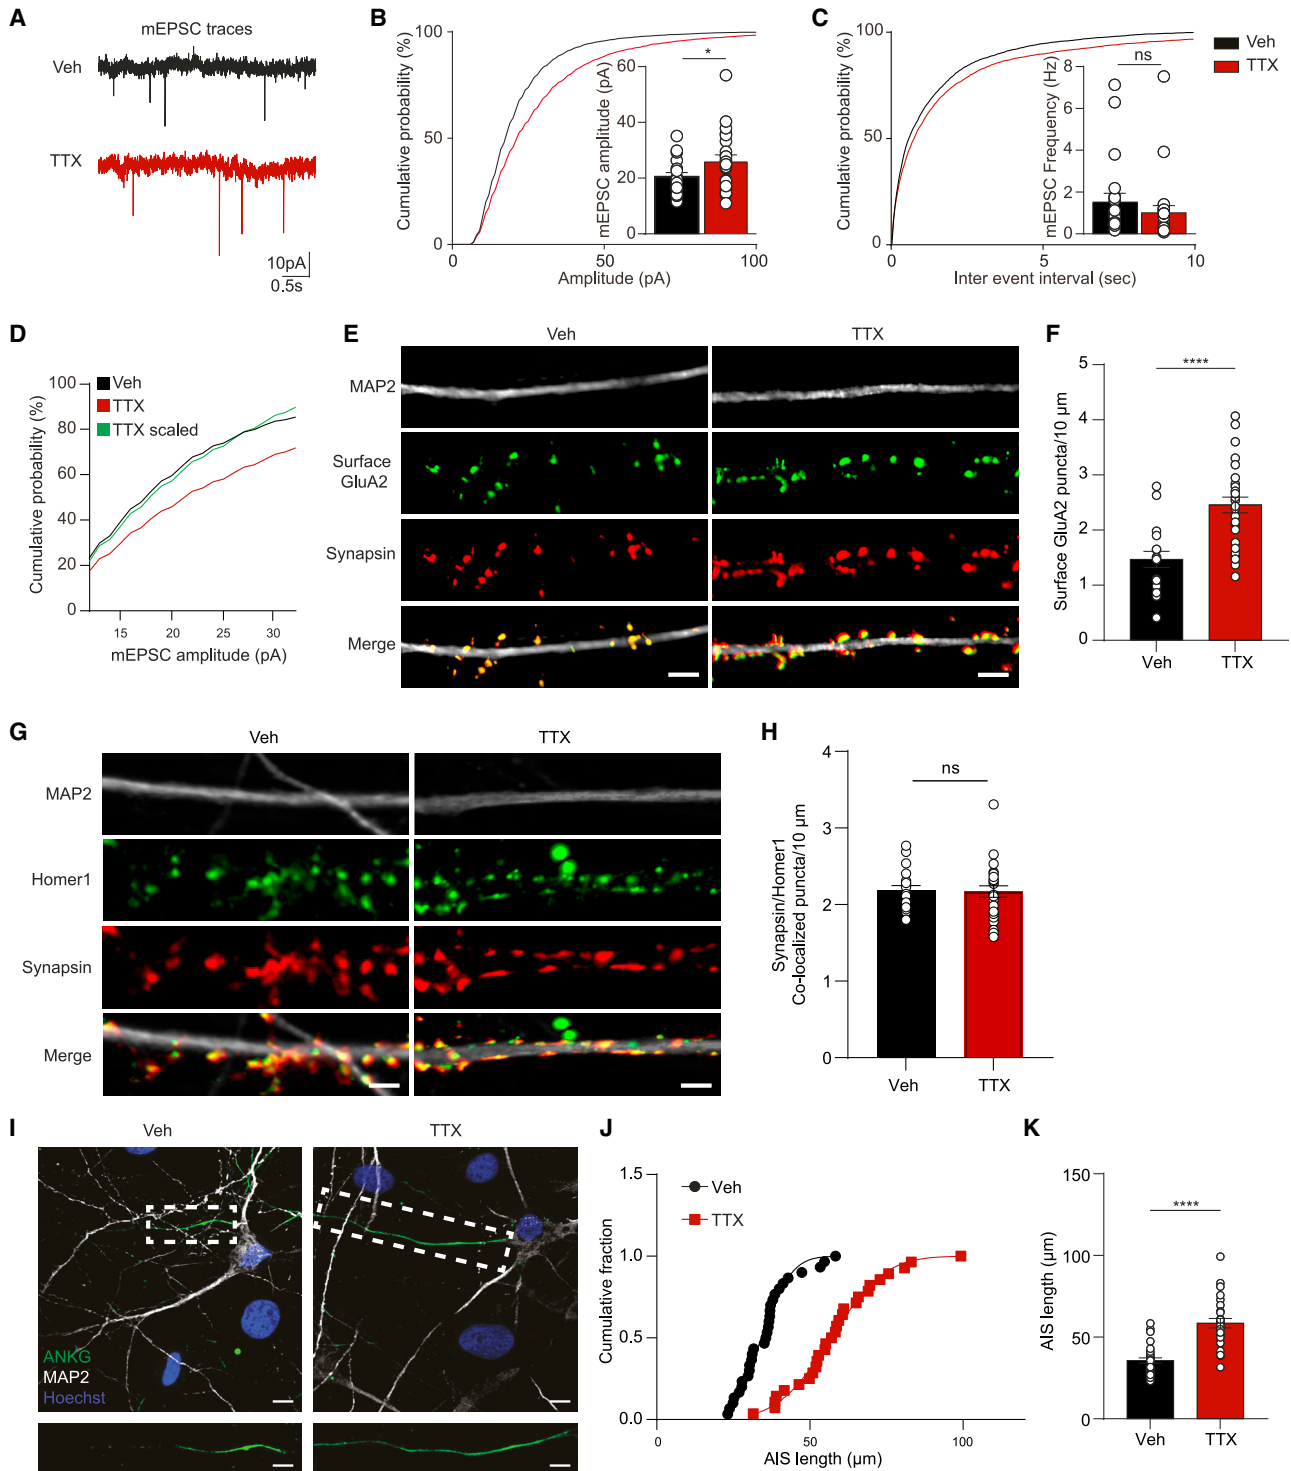 A
mEPSC traces
Veh
TTX
10pA
0.5s
B
Cumulative probability (%)
100
50
0
0
50
100
Amplitude (pA)
mEPSC amplitude (pA)
60
40
20
0
*
C
Cumulative probability (%)
100
50
0
0
5
10
Inter event interval (sec)
mEPSC Frequency (Hz)
8
6
4
2
0
ns
Veh
TTX
D
Cumulative probability (%)
100
80
60
40
20
0
Veh
TTX
TTX scaled
15
20
25
30
mEPSC amplitude (pA)
E
Veh
TTX
MAP2
Surface
GluA2
Synapsin
Merge
F
Surface GluA2 puncta/10 µm
5
4
3
2
1
0
****
Veh
TTX
G
Veh
TTX
MAP2
Homer1
Synapsin
Merge
H
Synapsin/Homer1
Co-localized puncta/10 µm
4
3
2
1
0
ns
Veh
TTX
I
Veh
TTX
ANKG
MAP2
Hoechst
J
Cumulative fraction
1.5
1.0
0.5
0.0
Veh
TTX
0
50
100
AIS length (µm)
K
AIS length (µm)
150
100
50
0
****
Veh
TTX